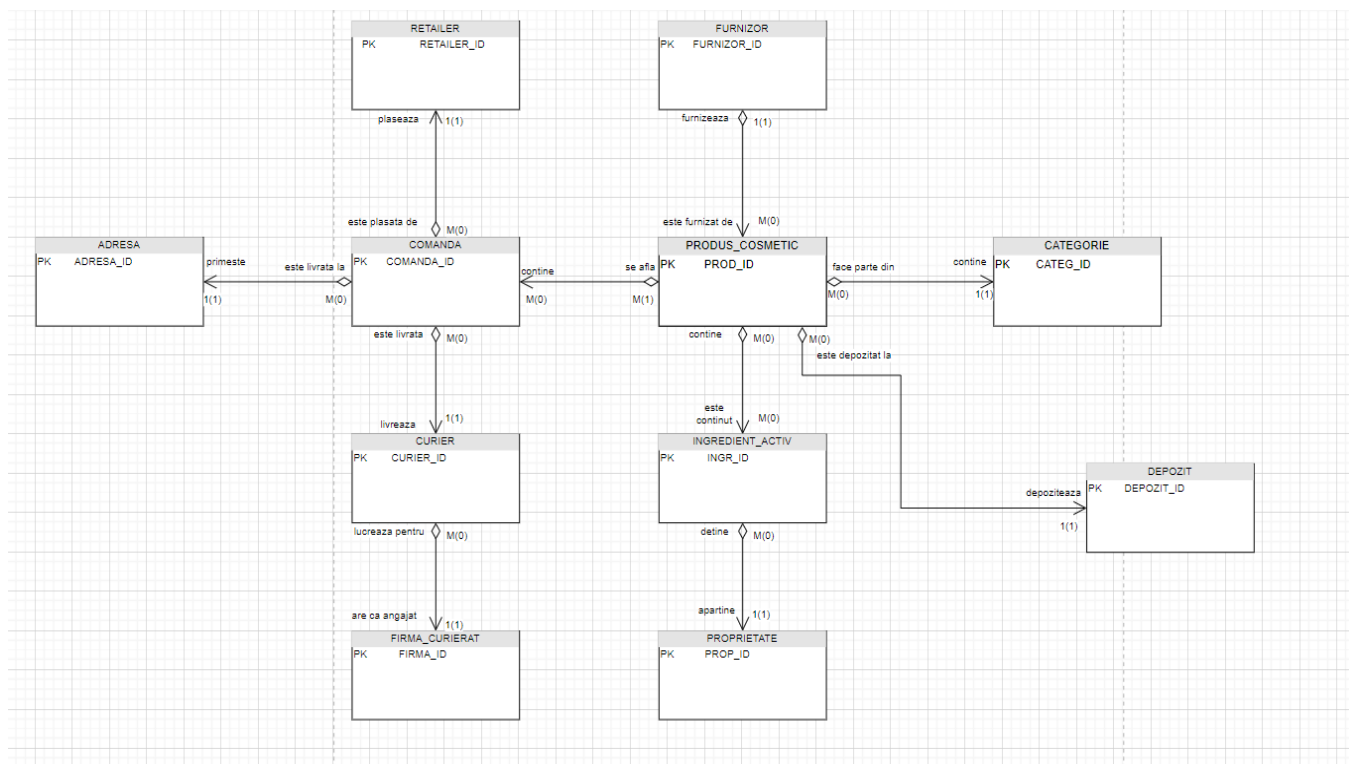 RETAILER
PK RETAILER_ID
FURNIZOR
PK FURNIZOR_ID
plaseaza
1(1)
furnizeaza
1(1)
este plasata de
M(0)
este furnizat de
M(0)
ADRESA
PK ADRESA_ID
primeste
1(1)
este livrata la
M(0)
COMANDA
PK COMANDA_ID
contine
M(0)
se afla
M(1)
PRODUS_COSMETIC
PK PROD_ID
face parte din
M(0)
contine
1(1)
CATEGORIE
PK CATEG_ID
este livrata
M(0)
contine
M(0)
M(0)
este depozitat la
livreaza
1(1)
este
continut
M(0)
CURIER
PK CURIER_ID
INGREDIENT_ACTIV
PK INGR_ID
DEPOZIT
PK DEPOZIT_ID
depoziteaza
1(1)
lucreaza pentru
M(0)
detine
M(0)
are ca angajat
1(1)
apartine
1(1)
FIRMA_CURIERAT
PK FIRMA_ID
PROPRIETATE
PK PROP_ID